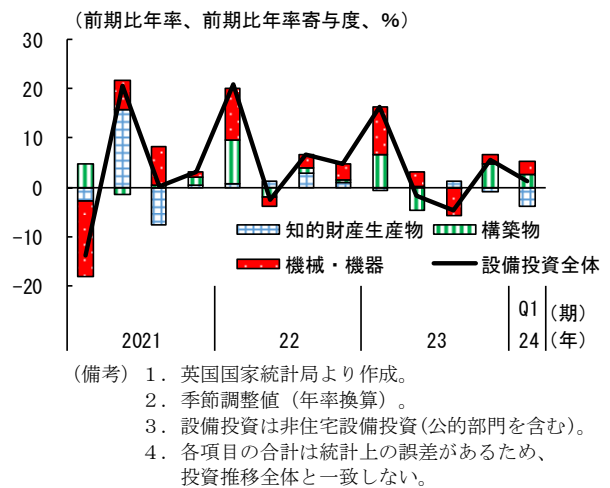 (前期比年率、前期比年率寄与度、%)
30
20
10
0
-10
-20
知的財産生産物 構築物
機械・機器 設備投資全体
Q1 (期)
2021 22 23 24 (年)
(備考) 1. 英国国家統計局より作成。
2. 季節調整値(年率換算)。
3. 設備投資は非住宅設備投資(公的部門を含む)。
4. 各項目の合計は統計上の誤差があるため、
投資推移全体と一致しない。